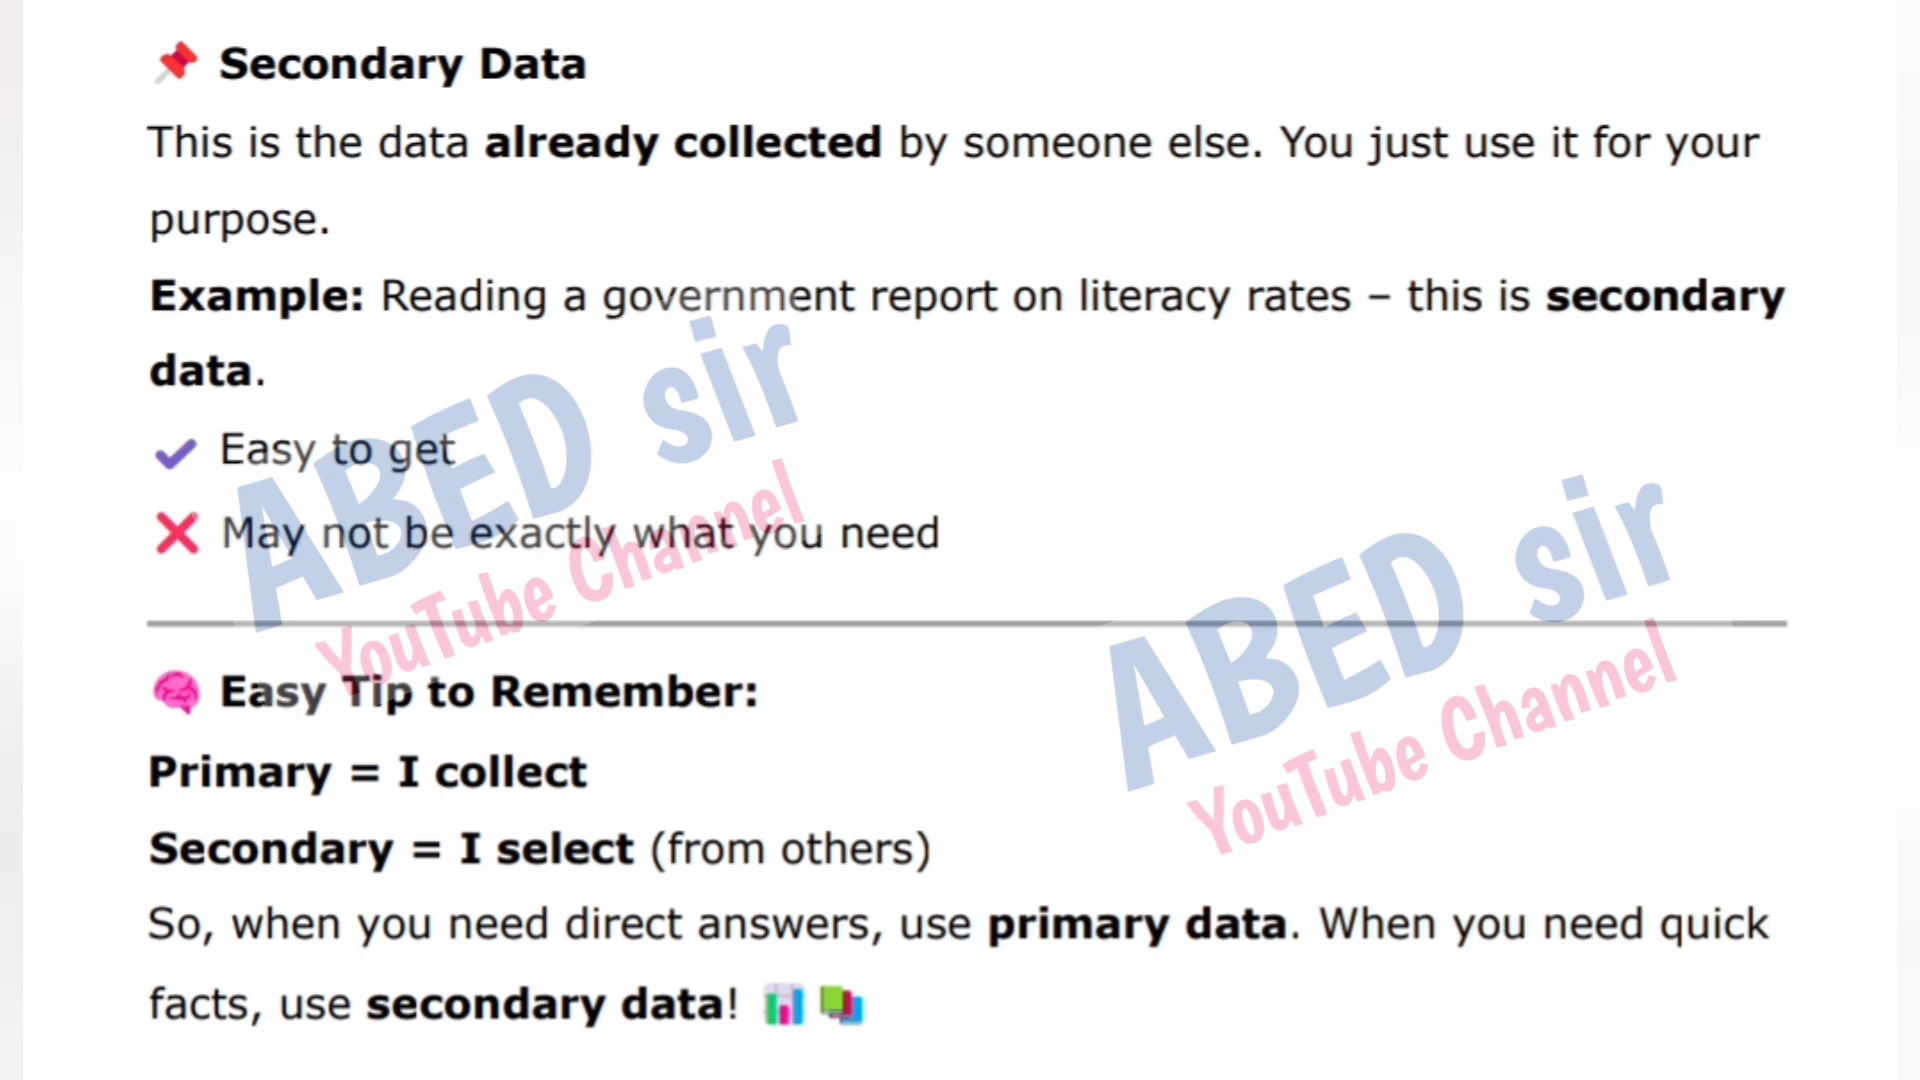 📌 Secondary Data
This is the data already collected by someone else. You just use it for your
purpose.
Example: Reading a government report on literacy rates – this is secondary
data.
✔ Easy to get
❌ May not be exactly what you need
ABED sir
YouTube Channel
ABED sir
YouTube Channel
🧠 Easy Tip to Remember:
Primary = I collect
Secondary = I select (from others)
So, when you need direct answers, use primary data. When you need quick
facts, use secondary data! 📊 📚